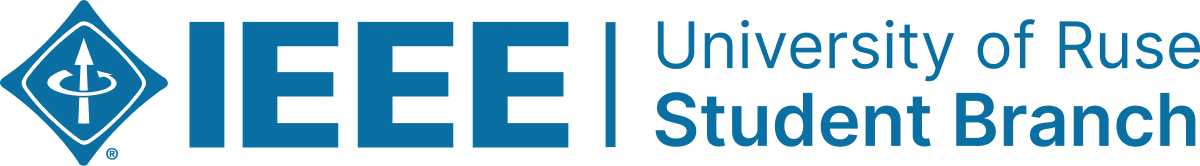 IEEE
University of Ruse
Student Branch
®